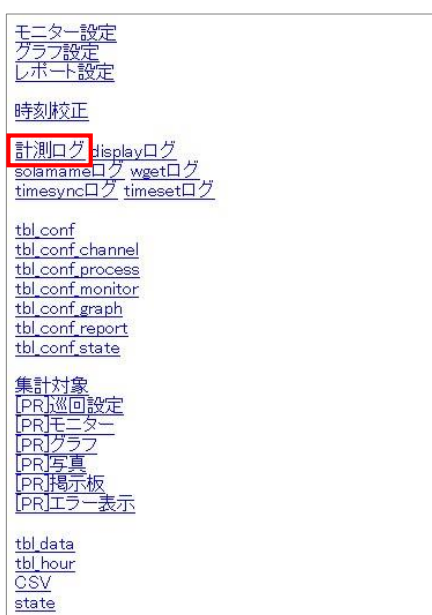 モニター設定
グラフ設定
レポート設定
時刻校正
計測ログ displayログ
solamameログ wgetログ
timesyncログ timesetログ
tbl_conf
tbl_conf_channel
tbl_conf_process
tbl_conf_monitor
tbl_conf_graph
tbl_conf_report
tbl_conf_state
集計対象
[PR]巡回設定
[PR]モニター
[PR]グラフ
[PR]写真
[PR]掲示板
[PR]エラー表示
tbl_data
tbl_hour
CSV
state